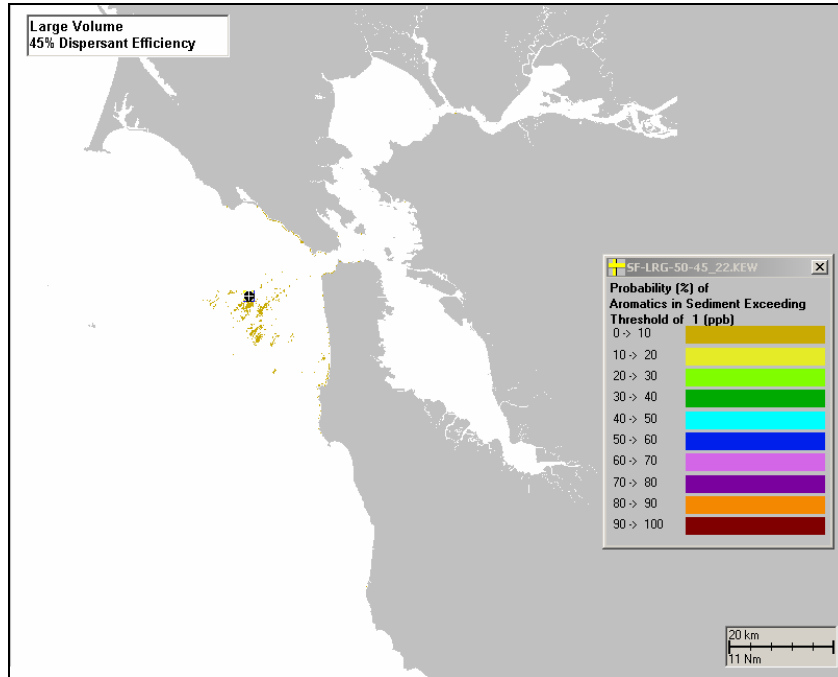 Large Volume
45% Dispersant Efficiency
SF-LRG-50-45_22.KEW
Probability (%) of
Aromatics in Sediment Exceeding
Threshold of 1 (ppb)
0 -> 10
10 -> 20
20 -> 30
30 -> 40
40 -> 50
50 -> 60
60 -> 70
70 -> 80
80 -> 90
90 -> 100
20 km
11 Nm